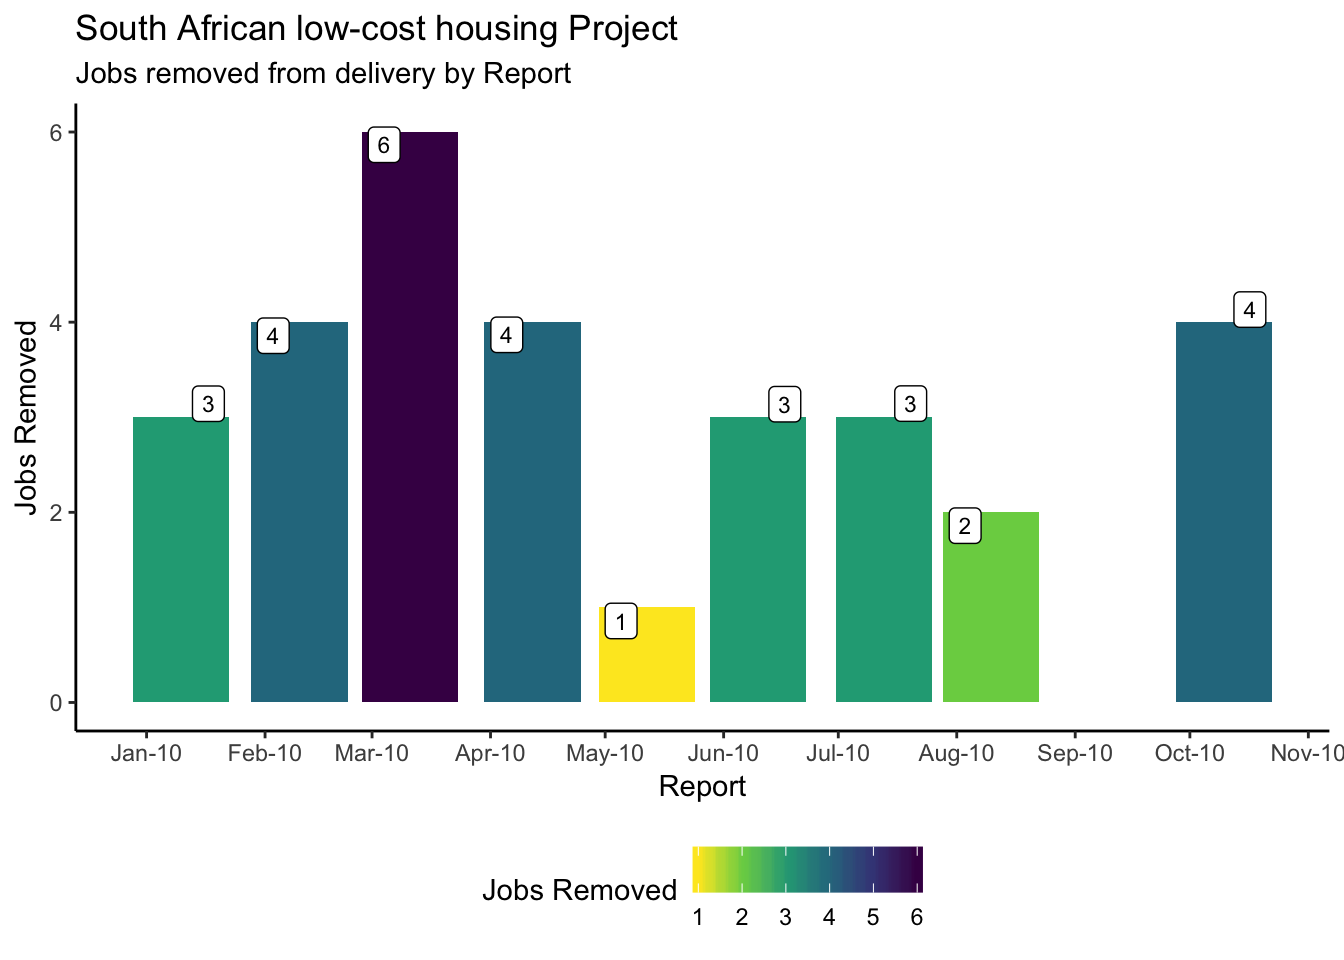 South African low-cost housing Project
Jobs removed from delivery by Report
Jobs Removed
6
4
2
0
3
4
6
4
1
3
3
2
4
Jan-10 Feb-10 Mar-10 Apr-10 May-10 Jun-10 Jul-10 Aug-10 Sep-10 Oct-10 Nov-10
Report
Jobs Removed
1 2 3 4 5 6